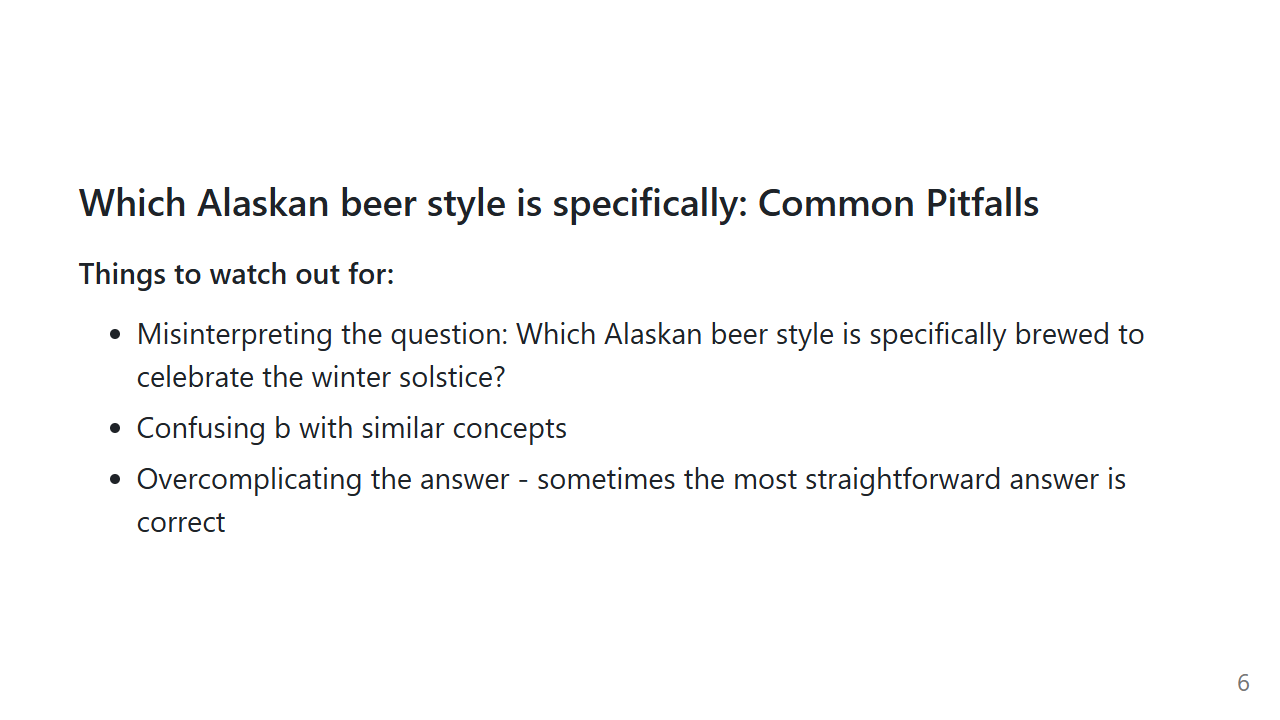 Which Alaskan beer style is specifically: Common Pitfalls
Things to watch out for:
Misinterpreting the question: Which Alaskan beer style is specifically brewed to
celebrate the winter solstice?
Confusing b with similar concepts
Overcomplicating the answer - sometimes the most straightforward answer is
correct
6